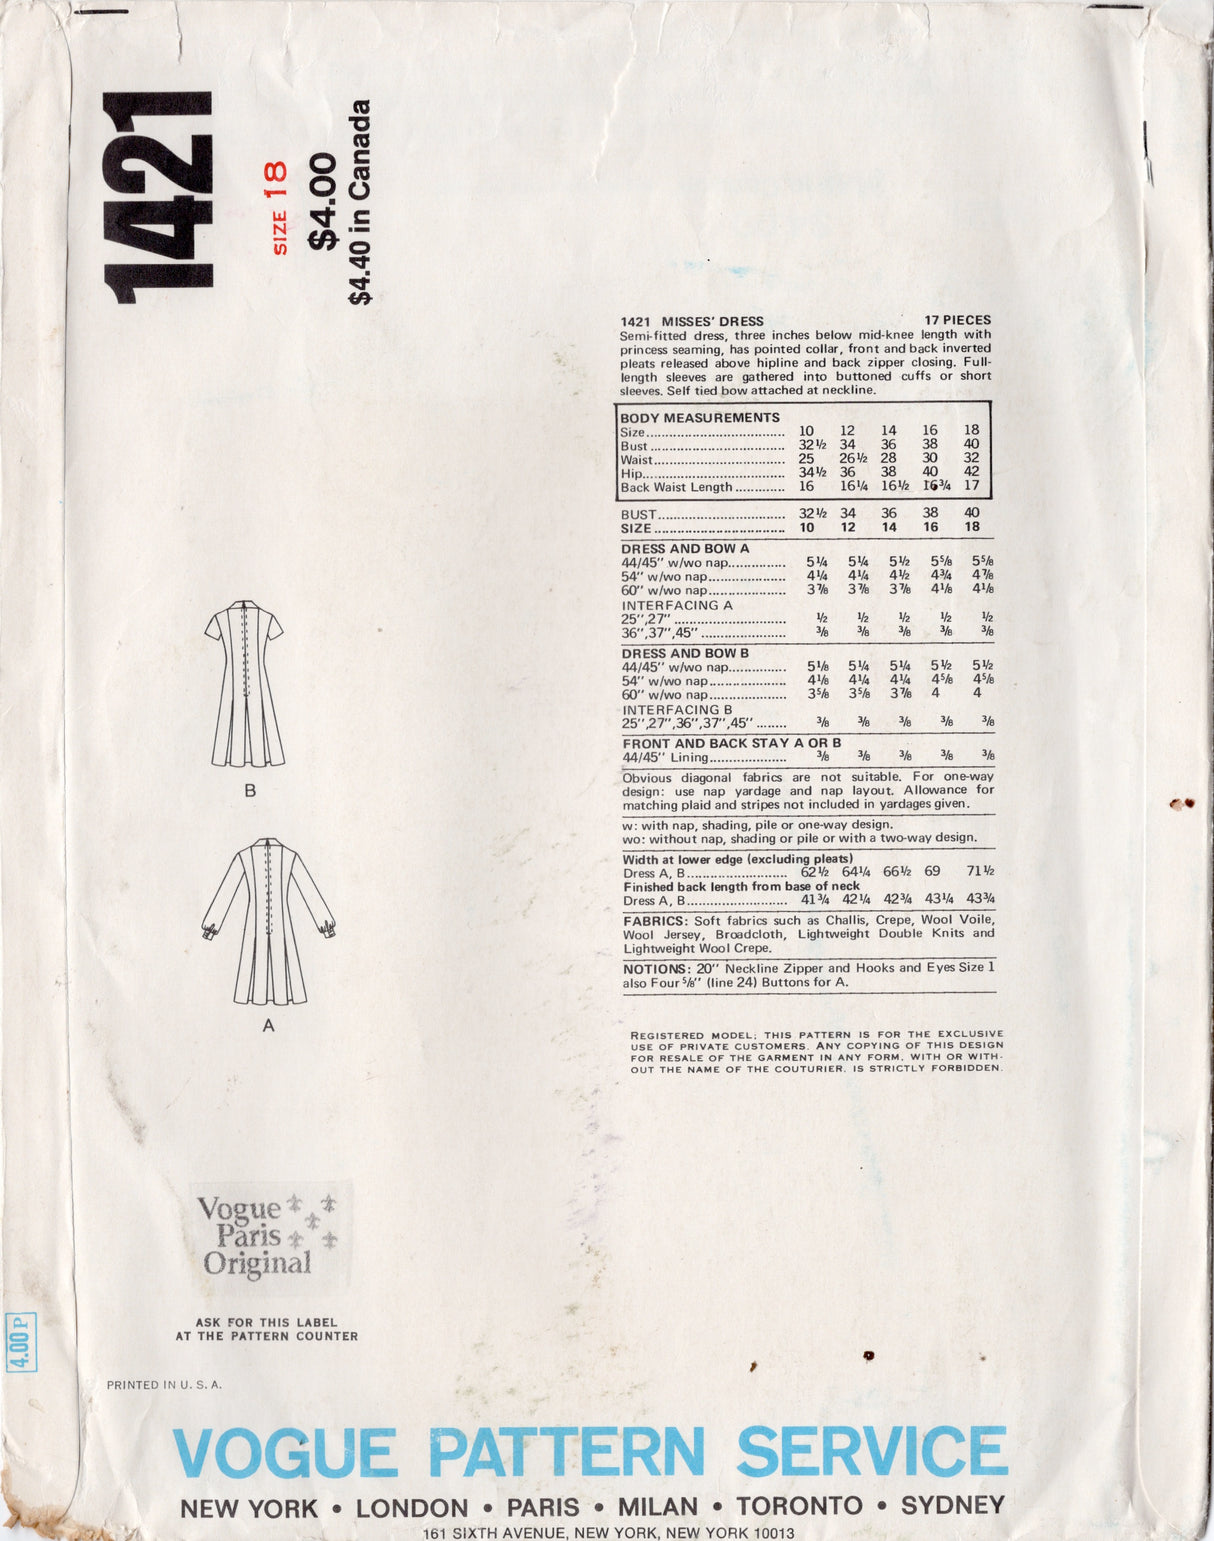 1421
SIZE 18
$4.00
$4.40 in Canada
1421 MISSES' DRESS 17 PIECES
Semi-fitted dress, three inches below mid-knee length with
princess seaming, has pointed collar, front and back inverted
pleats released above hipline and back zipper closing. Full-
length sleeves are gathered into buttoned cuffs or short
sleeves. Self tied bow attached at neckline.
BODY MEASUREMENTS
Size 10 12 14 16 18
Bust 32½ 34 36 38 40
Waist 25 26½ 28 30 32
Hip 34½ 36 38 40 42
Back Waist Length 16 16¼ 16½ 16¾ 17
BUST 32½ 34 36 38 40
SIZE 10 12 14 16 18
DRESS AND BOW A
44/45" w/wo nap 5¼ 5¼ 5½ 5⅝ 5⅝
54" w/wo nap 4¼ 4¼ 4½ 4¾ 4⅞
60" w/wo nap 3⅞ 3⅞ 3⅞ 4⅛ 4⅛
INTERFACING A
25",27" ½ ½ ½ ½ ½
36",37",45" ⅜ ⅜ ⅜ ⅜ ⅜
DRESS AND BOW B
44/45" w/wo nap 5⅛ 5¼ 5¼ 5½ 5½
54" w/wo nap 4⅛ 4¼ 4¼ 4⅝ 4⅝
60" w/wo nap 3⅝ 3⅝ 3⅞ 4 4
INTERFACING B
25",27",36",37",45" ⅜ ⅜ ⅜ ⅜ ⅜
FRONT AND BACK STAY A OR B
44/45" Lining ⅜ ⅜ ⅜ ⅜ ⅜
Obvious diagonal fabrics are not suitable. For one-way
design: use nap yardage and nap layout. Allowance for
matching plaid and stripes not included in yardages given.
w: with nap, shading, pile or one-way design.
wo: without nap, shading or pile or with a two-way design.
Width at lower edge (excluding pleats)
Dress A, B 62½ 64¼ 66½ 69 71½
Finished back length from base of neck
Dress A, B 41¾ 42¼ 42¾ 43¼ 43¾
FABRICS: Soft fabrics such as Challis, Crepe, Wool Voile,
Wool Jersey, Broadcloth, Lightweight Double Knits and
Lightweight Wool Crepe.
NOTIONS: 20" Neckline Zipper and Hooks and Eyes Size 1
also Four ⅝" (line 24) Buttons for A.
REGISTERED MODEL; THIS PATTERN IS FOR THE EXCLUSIVE
USE OF PRIVATE CUSTOMERS. ANY COPYING OF THIS DESIGN
FOR RESALE OF THE GARMENT IN ANY FORM, WITH OR WITH-
OUT THE NAME OF THE COUTURIER, IS STRICTLY FORBIDDEN.
B
A
Vogue
Paris
Original
ASK FOR THIS LABEL
AT THE PATTERN COUNTER
4.00 P
PRINTED IN U. S. A.
VOGUE PATTERN SERVICE
NEW YORK • LONDON • PARIS • MILAN • TORONTO • SYDNEY
161 SIXTH AVENUE, NEW YORK, NEW YORK 10013